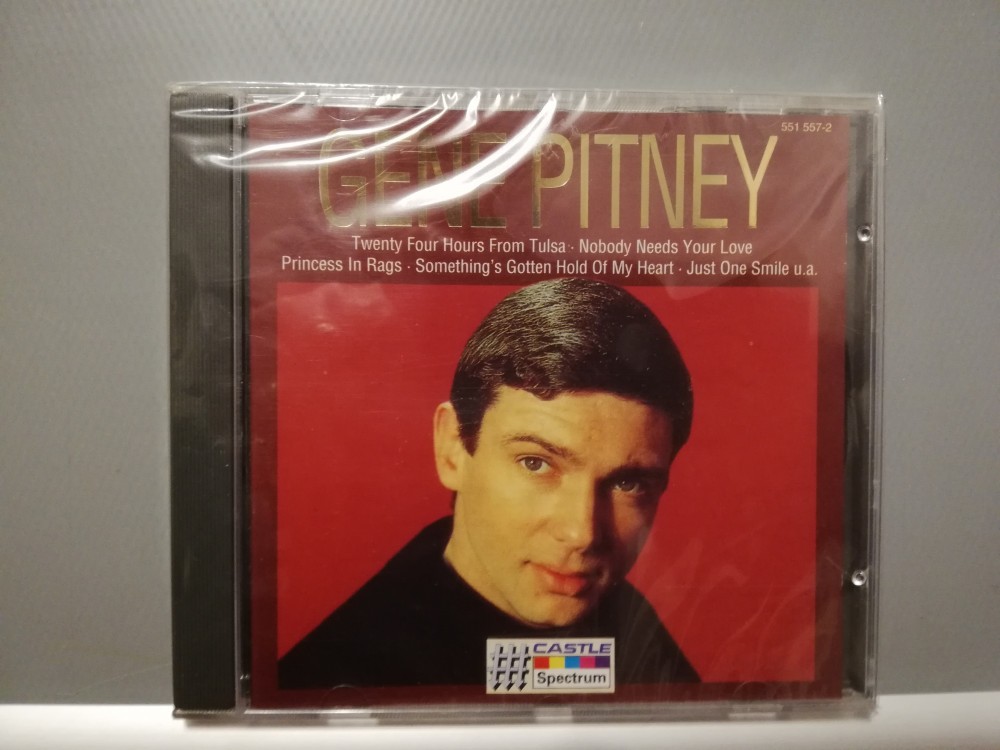 551 557-2
GENE PITNEY
Twenty Four Hours From Tulsa · Nobody Needs Your Love
Princess In Rags · Something's Gotten Hold Of My Heart · Just One Smile u.a.
CASTLE
Spectrum